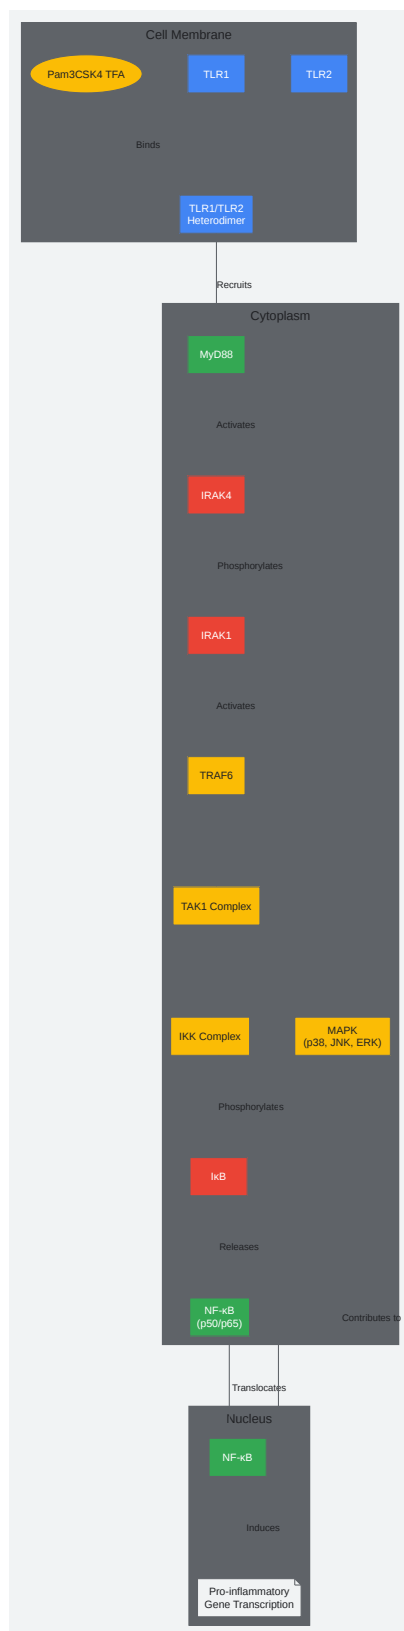 Cell Membrane
Pam3CSK4 TFA
TLR1
TLR2
Binds
TLR1/TLR2
Heterodimer
Recruits
Cytoplasm
MyD88
Activates
IRAK4
Phosphorylates
IRAK1
Activates
TRAF6
TAK1 Complex
IKK Complex
MAPK
(p38, JNK, ERK)
Phosphorylates
IκB
Releases
NF-κB
(p50/p65)
Contributes to
Translocates
Nucleus
NF-κB
Induces
Pro-inflammatory
Gene Transcription